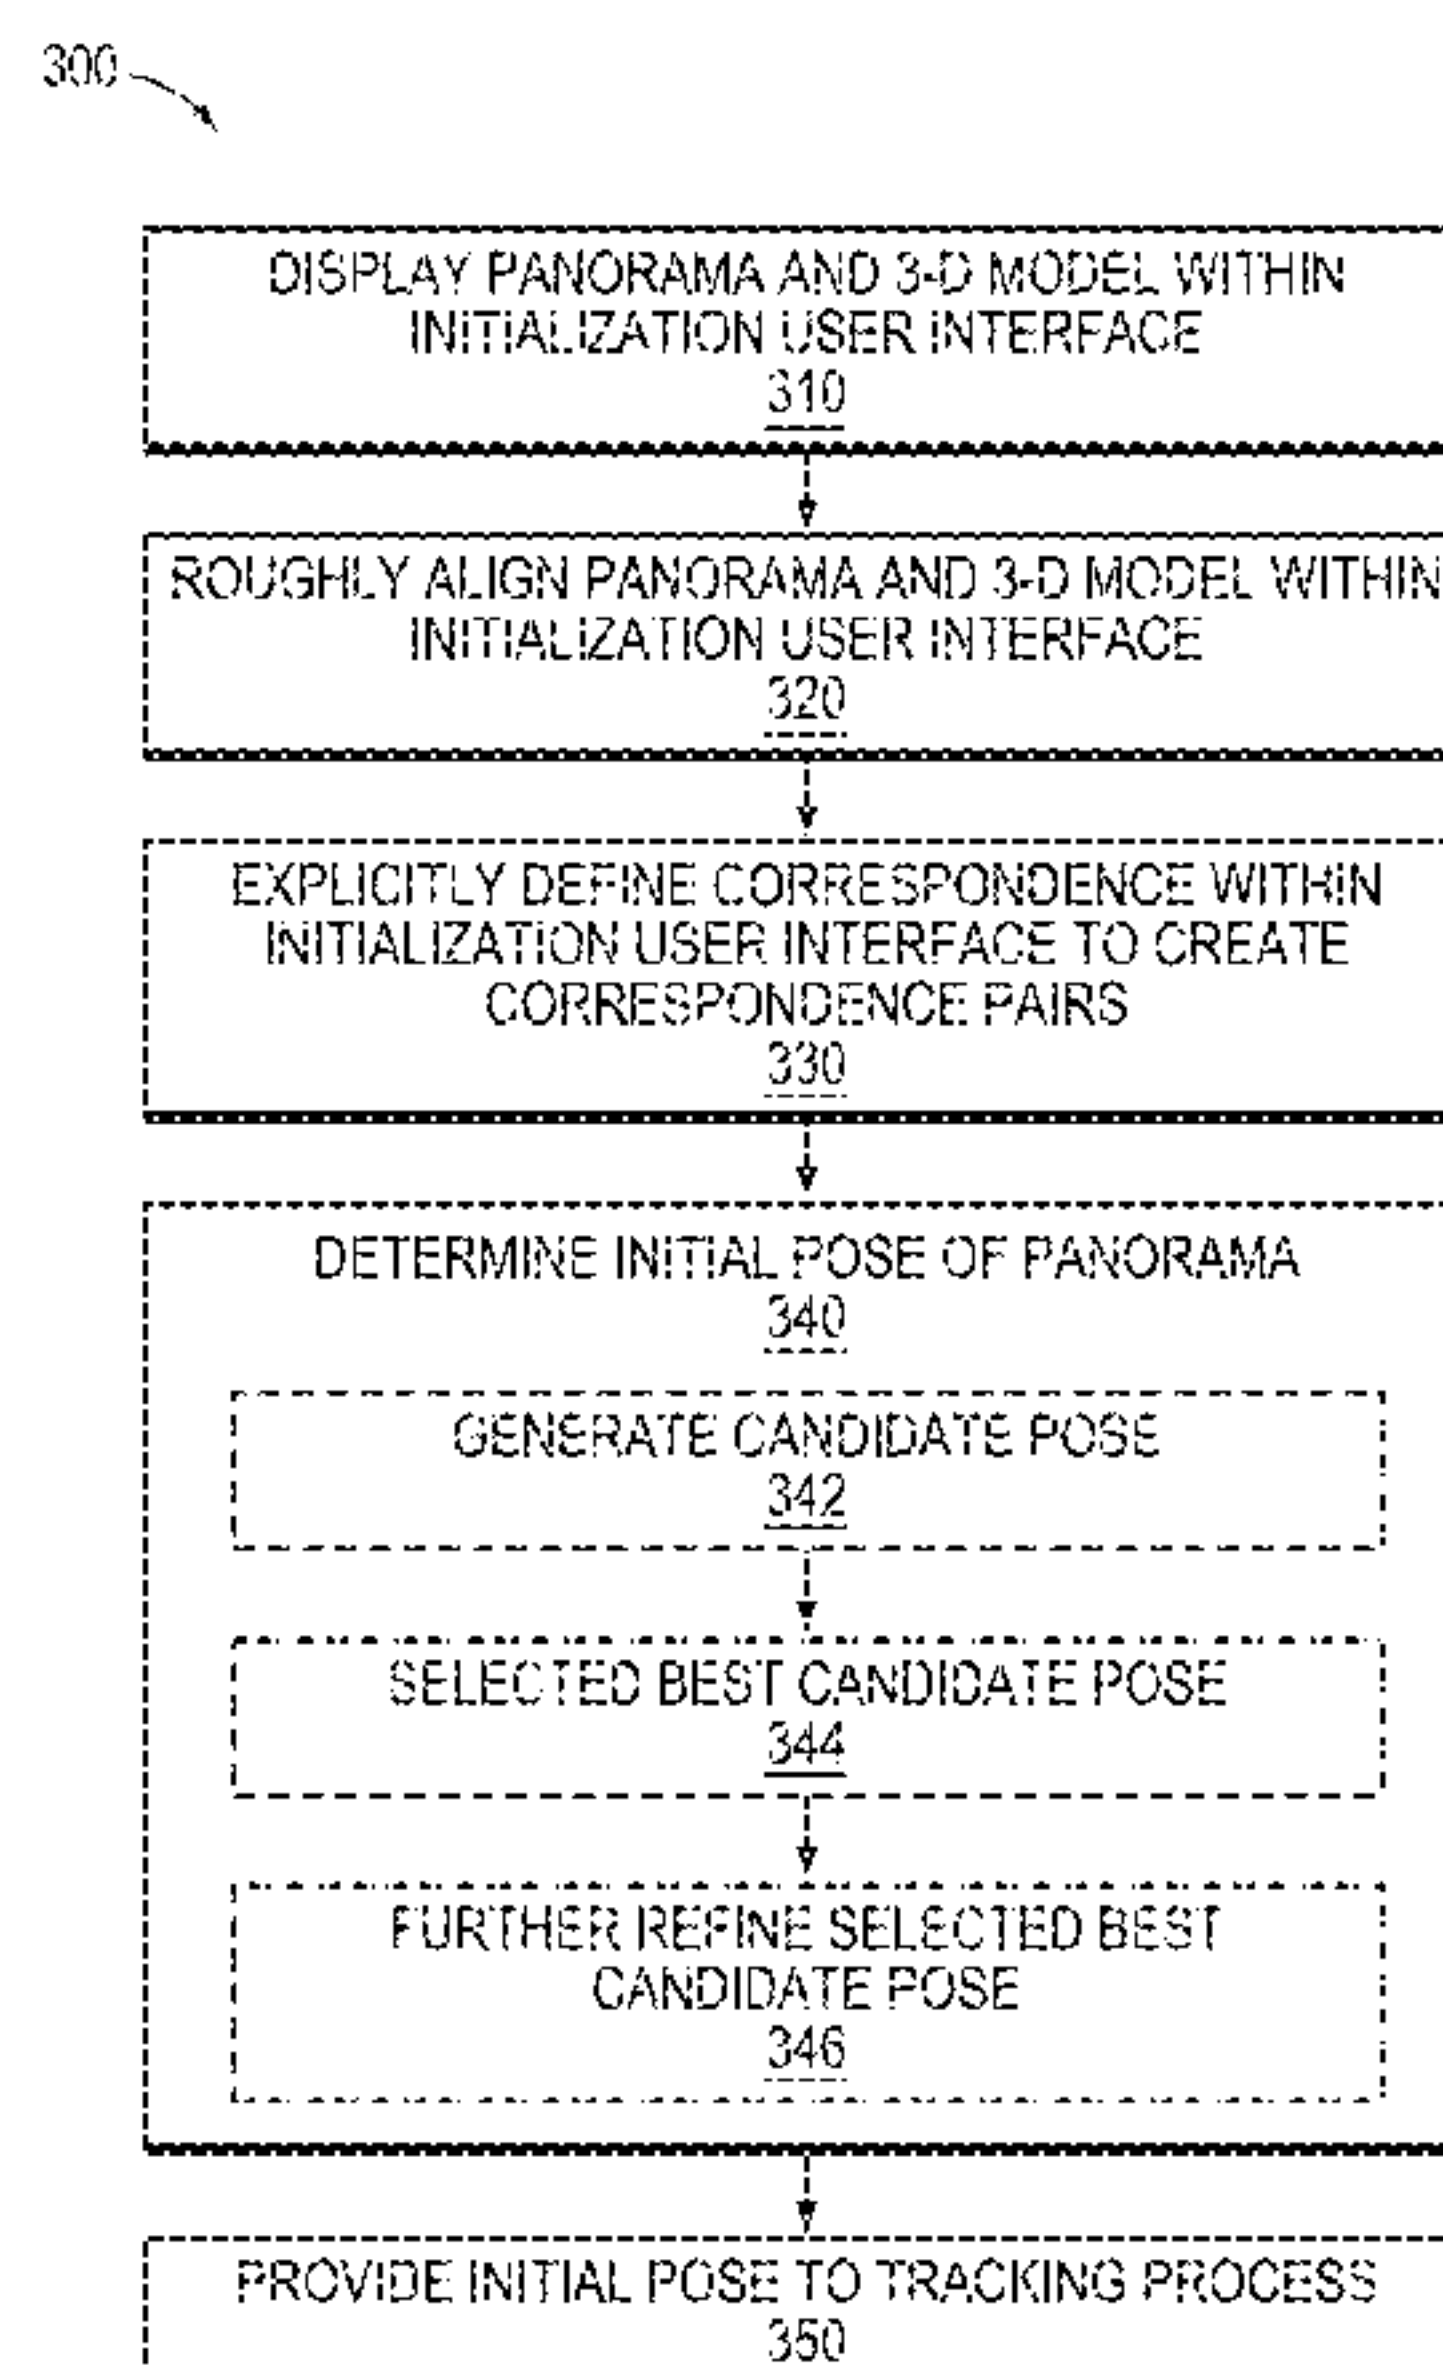 300
DISPLAY PANORAMA AND 3-D MODEL WITHIN
INITIALIZATION USER INTERFACE
310
ROUGHLY ALIGN PANORAMA AND 3-D MODEL WITHIN
INITIALIZATION USER INTERFACE
320
EXPLICITLY DEFINE CORRESPONDENCE WITHIN
INITIALIZATION USER INTERFACE TO CREATE
CORRESPONDENCE PAIRS
330
DETERMINE INITIAL POSE OF PANORAMA
340
GENERATE CANDIDATE POSE
342
SELECTED BEST CANDIDATE POSE
344
FURTHER REFINE SELECTED BEST
CANDIDATE POSE
346
PROVIDE INITIAL POSE TO TRACKING PROCESS
350